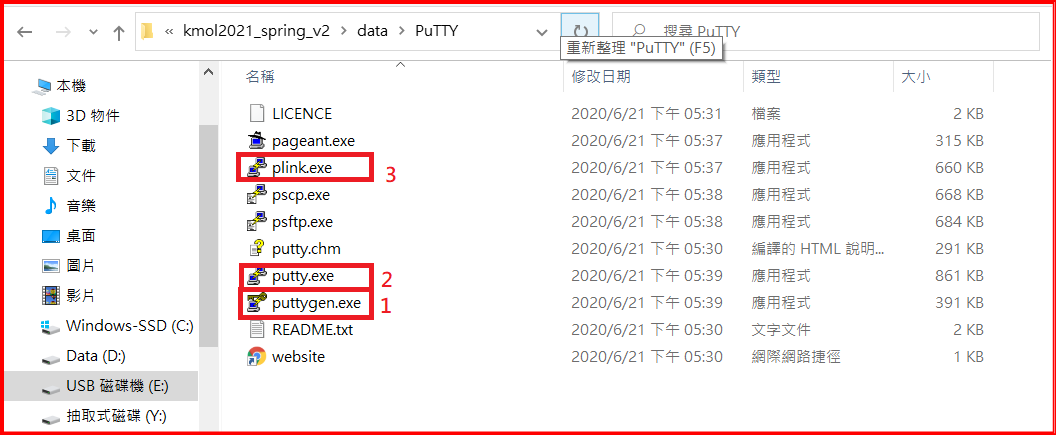 « kmol2021_spring_v2 › data › PuTTY
搜尋 PuTTY
重新整理 "PuTTY" (F5)
本機
3D 物件
下載
文件
音樂
桌面
圖片
影片
Windows-SSD (C:)
Data (D:)
USB 磁碟機 (E:)
抽取式磁碟 (Y:)
名稱 修改日期 類型 大小
LICENCE 2020/6/21 下午 05:31 檔案 2 KB
pageant.exe 2020/6/21 下午 05:37 應用程式 315 KB
plink.exe 3 2020/6/21 下午 05:37 應用程式 660 KB
pscp.exe 2020/6/21 下午 05:38 應用程式 668 KB
psftp.exe 2020/6/21 下午 05:38 應用程式 684 KB
putty.chm 2020/6/21 下午 05:30 編譯的 HTML 說明... 291 KB
putty.exe 2 2020/6/21 下午 05:39 應用程式 861 KB
puttygen.exe 1 2020/6/21 下午 05:39 應用程式 391 KB
README.txt 2020/6/21 下午 05:30 文字文件 2 KB
website 2020/6/21 下午 05:30 網際網路捷徑 1 KB